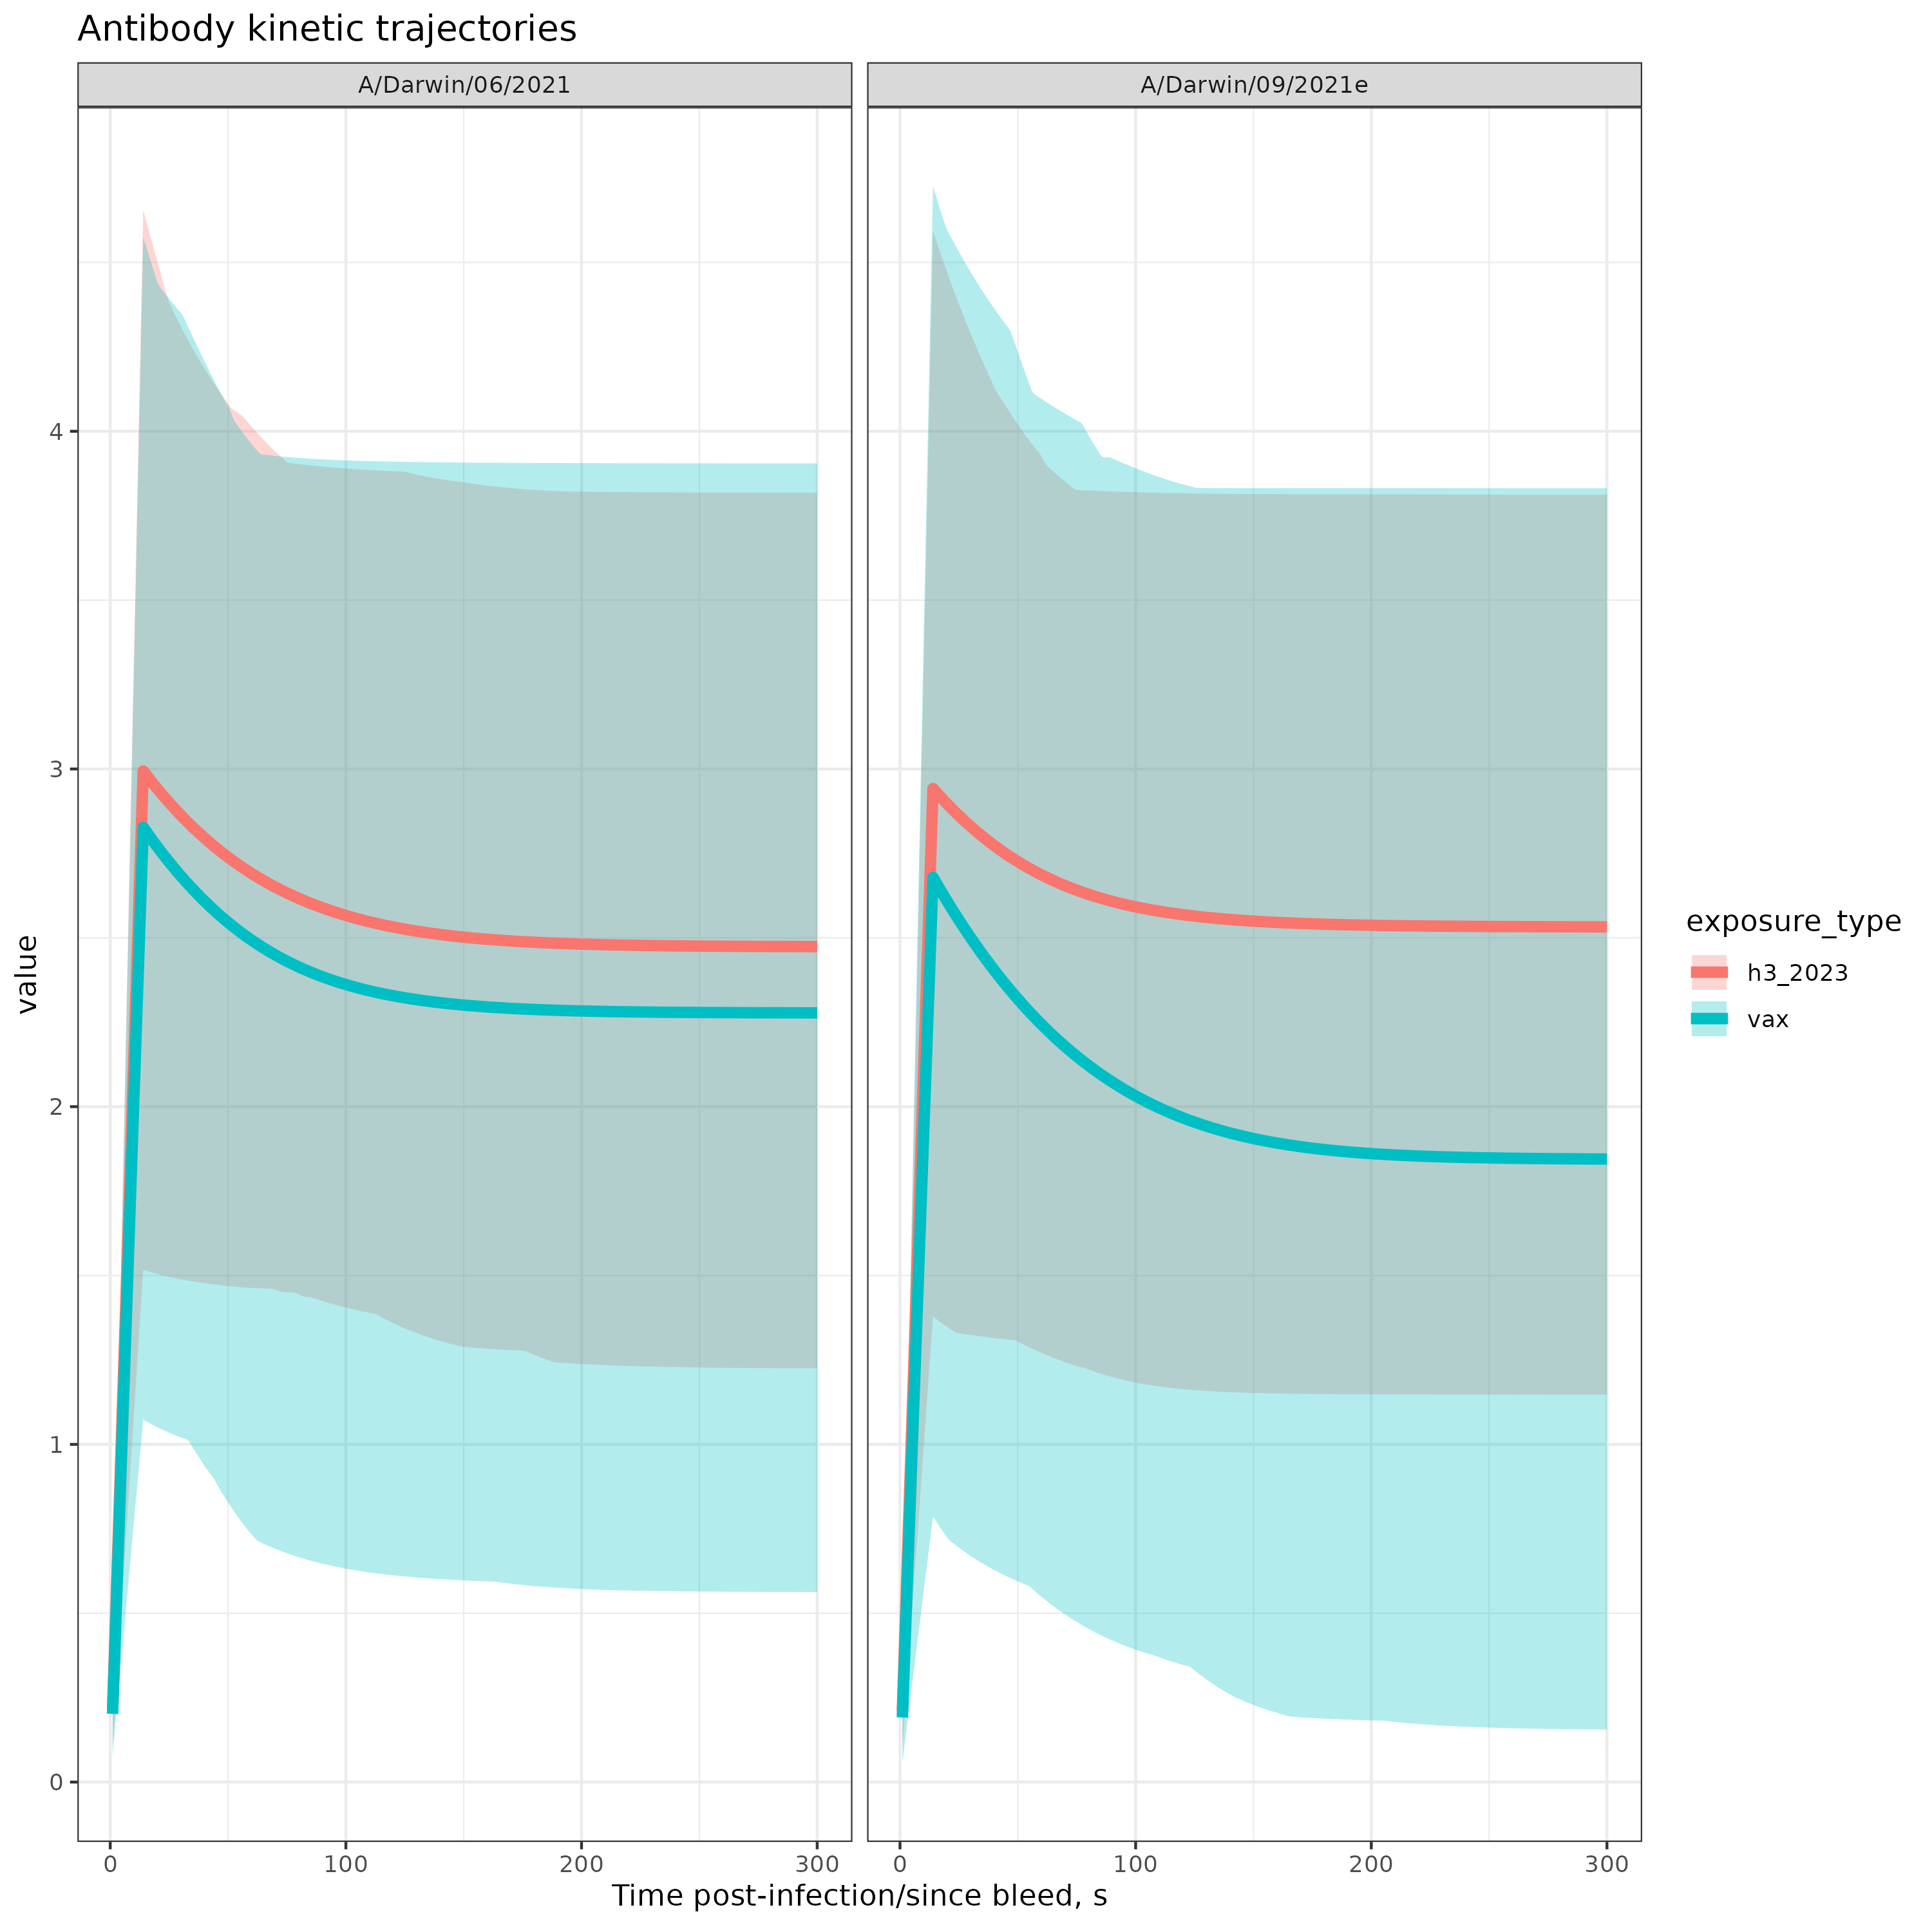 Antibody kinetic trajectories
A/Darwin/06/2021
A/Darwin/09/2021e
value
4
3
2
1
0
0 100 200 300
0 100 200 300
Time post-infection/since bleed, s
exposure_type
h3_2023
vax